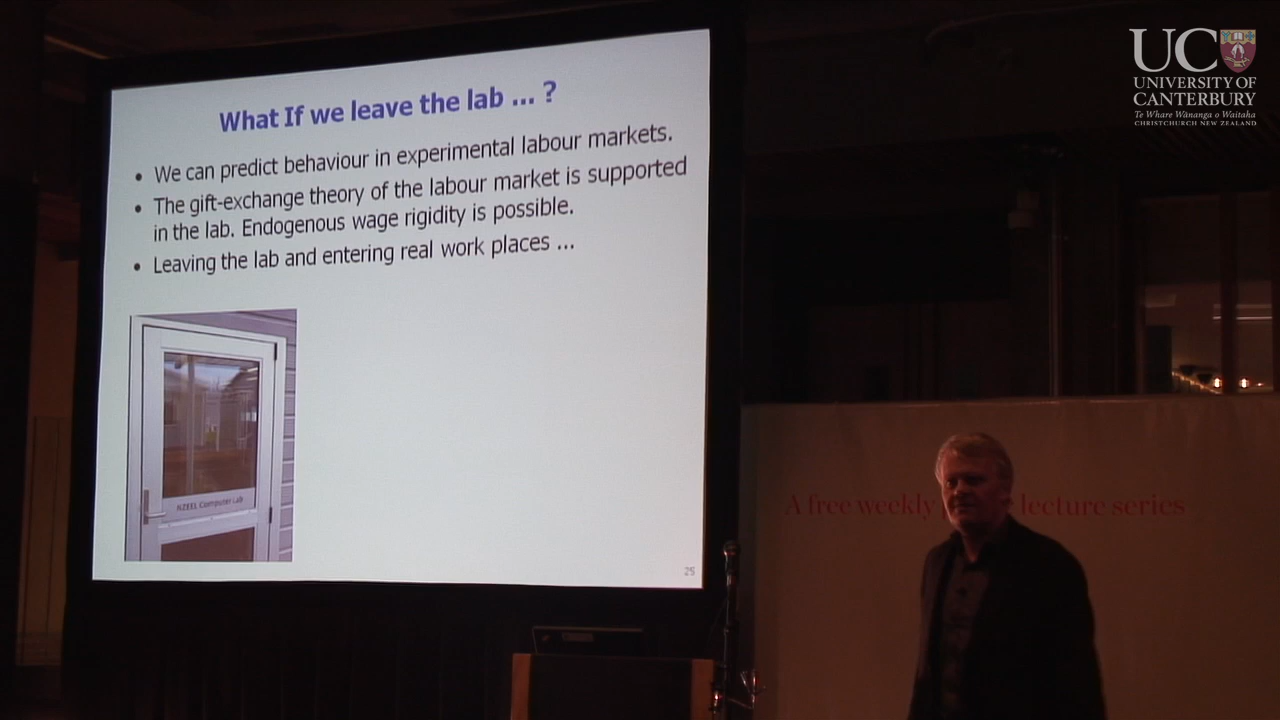 What If we leave the lab ... ?
• We can predict behaviour in experimental labour markets.
• The gift-exchange theory of the labour market is supported
in the lab. Endogenous wage rigidity is possible.
• Leaving the lab and entering real work places ...
NZEEL Computer Lab
25
UC
UNIVERSITY OF
CANTERBURY
Te Whare Wānanga o Waitaha
CHRISTCHURCH NEW ZEALAND
A free weekly lecture series